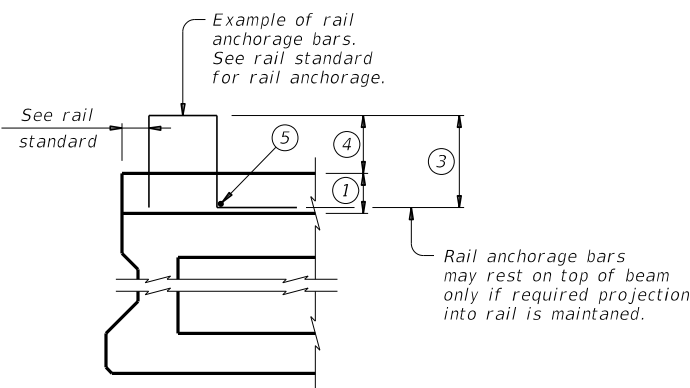 Example of rail
anchorage bars.
See rail standard
for rail anchorage.
See rail
standard
5
4
3
1
Rail anchorage bars
may rest on top of beam
only if required projection
into rail is maintaned.